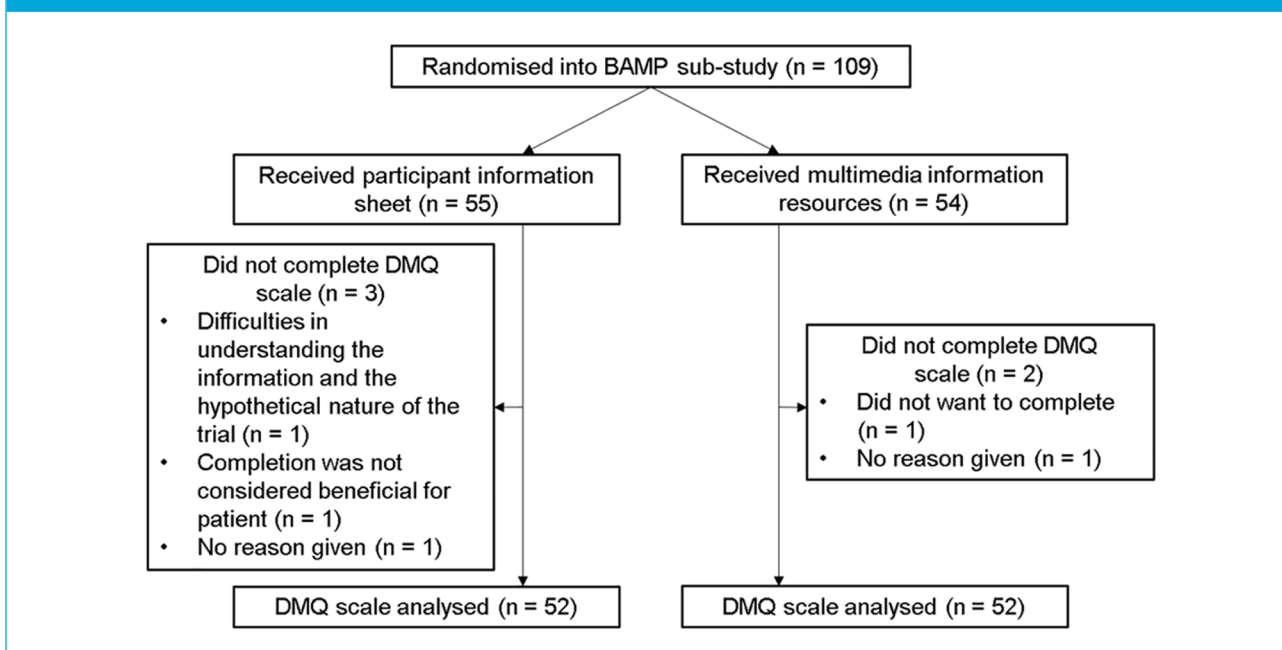 Randomised into BAMP sub-study (n = 109)
Received participant information
sheet (n = 55)
Received multimedia information
resources (n = 54)
Did not complete DMQ
scale (n = 3)
• Difficulties in
understanding the
information and the
hypothetical nature of the
trial (n = 1)
• Completion was not
considered beneficial for
patient (n = 1)
• No reason given (n = 1)
Did not complete DMQ
scale (n = 2)
• Did not want to complete
(n = 1)
• No reason given (n = 1)
DMQ scale analysed (n = 52)
DMQ scale analysed (n = 52)